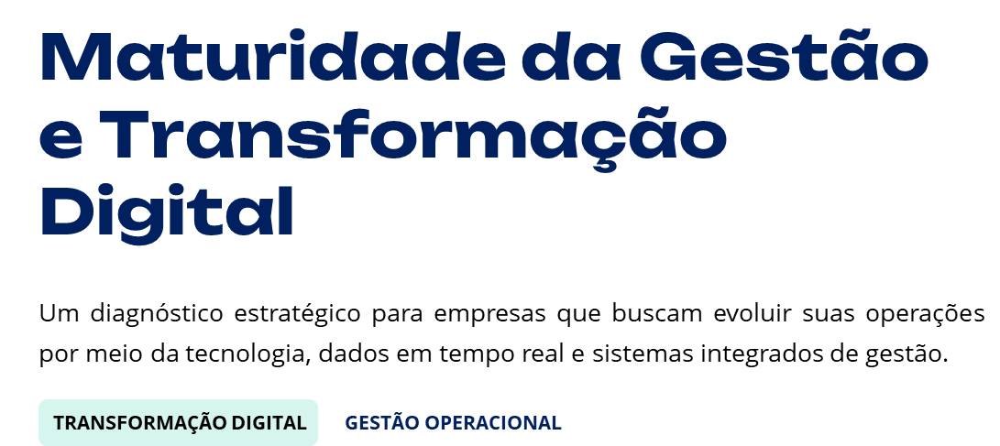 Maturidade da Gestão
e Transformação
Digital
Um diagnóstico estratégico para empresas que buscam evoluir suas operações
por meio da tecnologia, dados em tempo real e sistemas integrados de gestão.
TRANSFORMAÇÃO DIGITAL GESTÃO OPERACIONAL